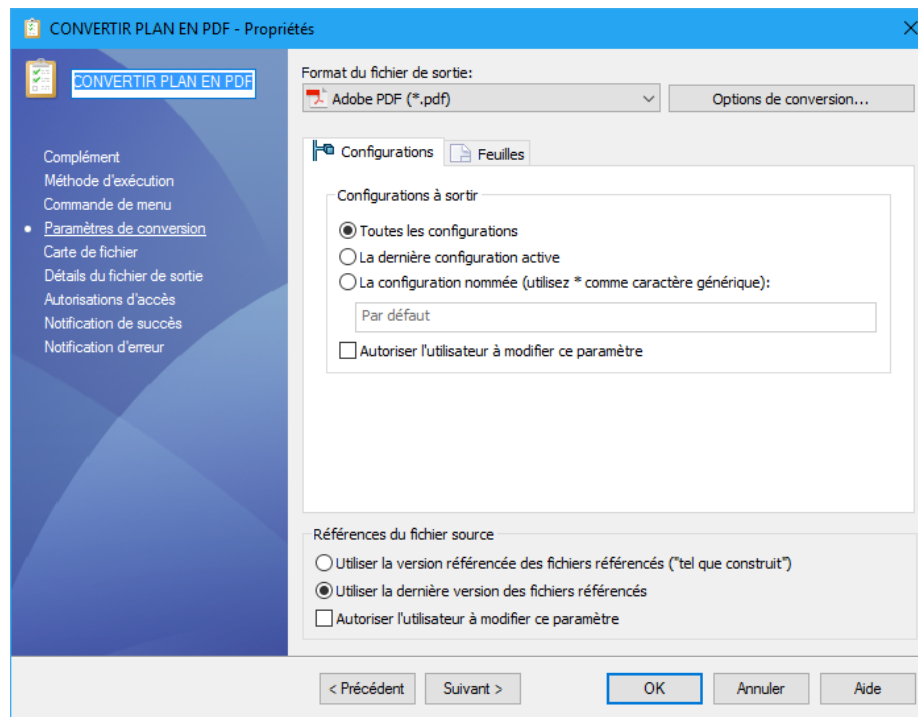 CONVERTIR PLAN EN PDF - Propriétés
CONVERTIR PLAN EN PDF
Complément
Méthode d'exécution
Commande de menu
Paramètres de conversion
Carte de fichier
Détails du fichier de sortie
Autorisations d'accès
Notification de succès
Notification d'erreur
Format du fichier de sortie:
Adobe PDF (*.pdf)
Options de conversion...
Configurations
Feuilles
Configurations à sortir
Toutes les configurations
La dernière configuration active
La configuration nommée (utilisez * comme caractère générique):
Par défaut
Autoriser l'utilisateur à modifier ce paramètre
Références du fichier source
Utiliser la version référencée des fichiers référencés ("tel que construit")
Utiliser la dernière version des fichiers référencés
Autoriser l'utilisateur à modifier ce paramètre
< Précédent
Suivant >
OK
Annuler
Aide